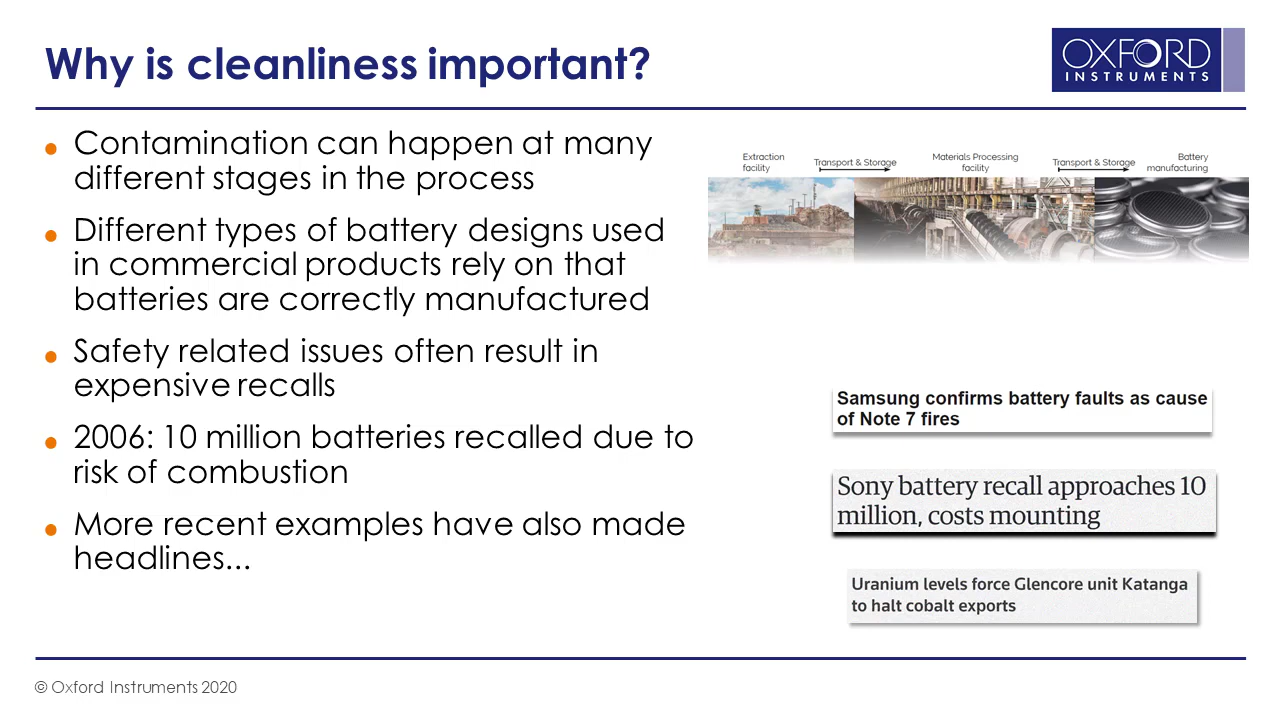 Why is cleanliness important?
OXFORD
INSTRUMENTS
• Contamination can happen at many
different stages in the process
• Different types of battery designs used
in commercial products rely on that
batteries are correctly manufactured
• Safety related issues often result in
expensive recalls
• 2006: 10 million batteries recalled due to
risk of combustion
• More recent examples have also made
headlines...
Extraction
facility
Transport & Storage
Materials Processing
facility
Transport & Storage
Battery
manufacturing
Samsung confirms battery faults as cause
of Note 7 fires
Sony battery recall approaches 10
million, costs mounting
Uranium levels force Glencore unit Katanga
to halt cobalt exports
© Oxford Instruments 2020